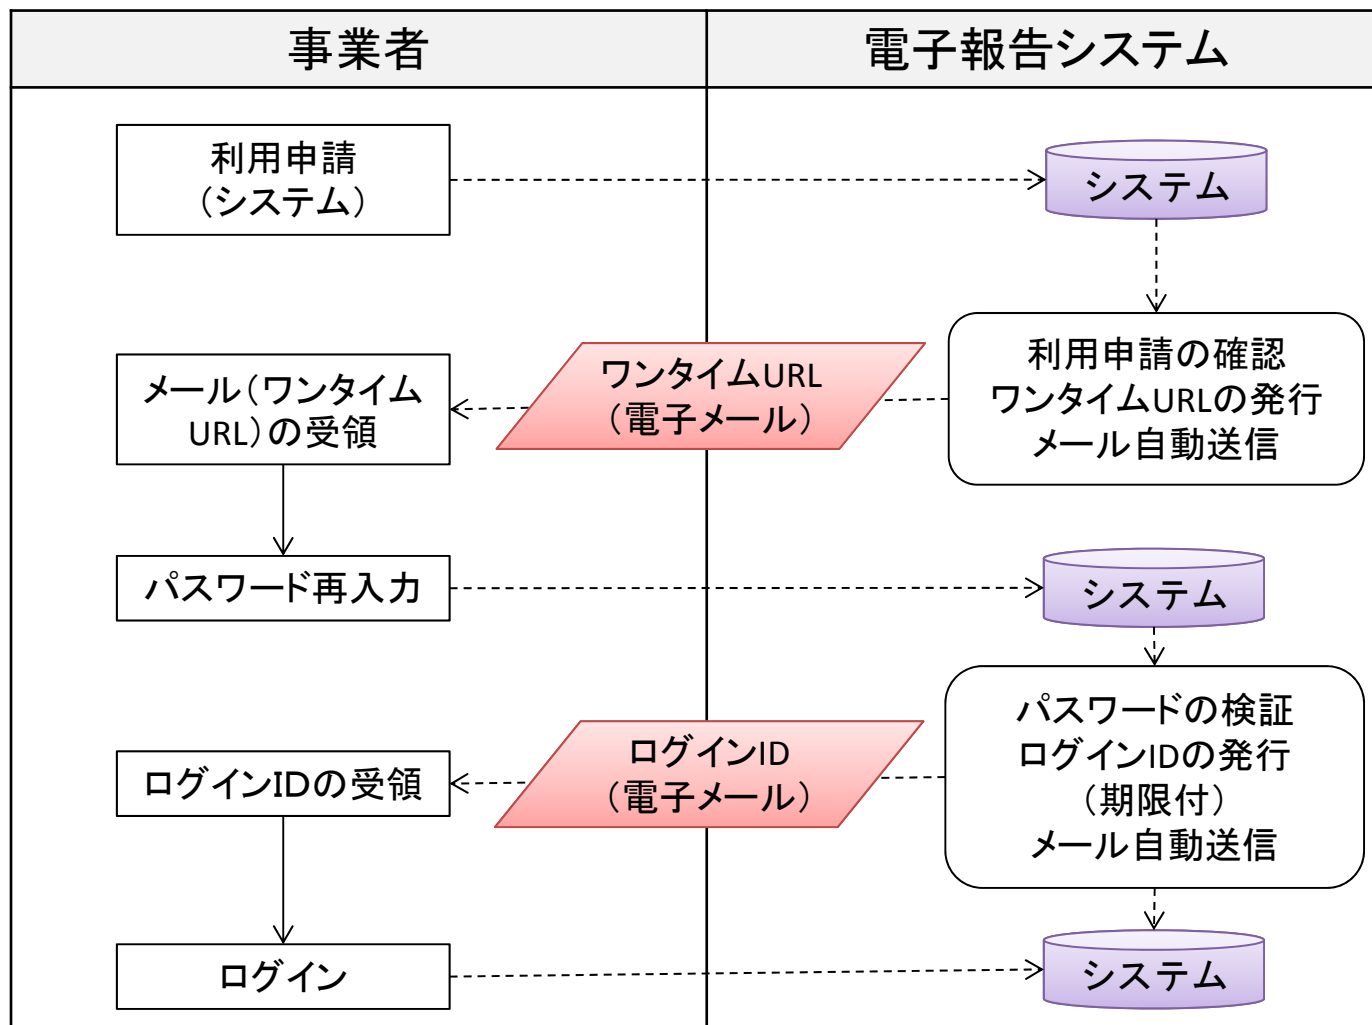 事業者
電子報告システム
利用申請
（システム）
システム
利用申請の確認
ワンタイムURLの発行
メール自動送信
ワンタイムURL
（電子メール）
メール（ワンタイム
URL）の受領
パスワード再入力
システム
パスワードの検証
ログインIDの発行
（期限付）
メール自動送信
ログインID
（電子メール）
ログインIDの受領
ログイン
システム